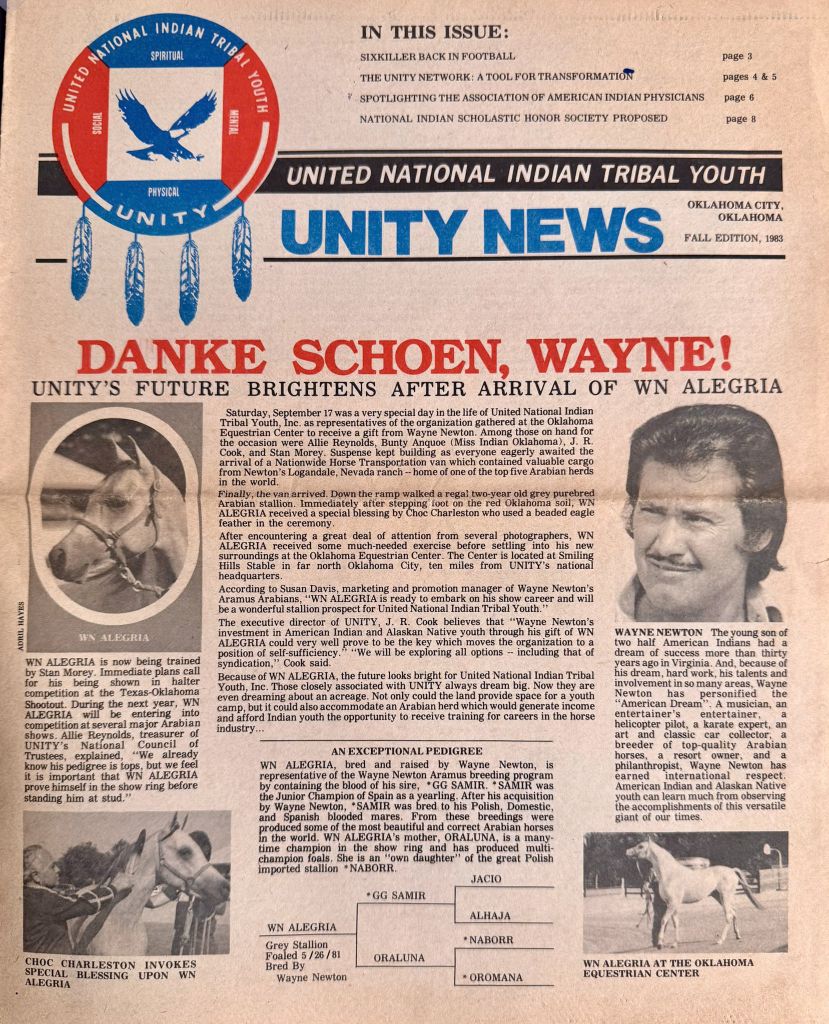 UNITED NATIONAL INDIAN TRIBAL YOUTH
SPIRITUAL
SOCIAL
MENTAL
PHYSICAL
UNITY
IN THIS ISSUE:
SIXKILLER BACK IN FOOTBALL page 3
THE UNITY NETWORK: A TOOL FOR TRANSFORMATION pages 4 & 5
SPOTLIGHTING THE ASSOCIATION OF AMERICAN INDIAN PHYSICIANS page 6
NATIONAL INDIAN SCHOLASTIC HONOR SOCIETY PROPOSED page 8
UNITED NATIONAL INDIAN TRIBAL YOUTH
UNITY NEWS
OKLAHOMA CITY,
OKLAHOMA
FALL EDITION, 1983
DANKE SCHOEN, WAYNE!
UNITY'S FUTURE BRIGHTENS AFTER ARRIVAL OF WN ALEGRIA
WN ALEGRIA
APRIL HAYES
WN ALEGRIA is now being trained
by Stan Morey. Immediate plans call
for his being shown in halter
competition at the Texas-Oklahoma
Shootout. During the next year, WN
ALEGRIA will be entering into
competition at several major Arabian
shows. Allie Reynolds, treasurer of
UNITY'S National Council of
Trustees, explained, "We already
know his pedigree is tops, but we feel
it is important that WN ALEGRIA
prove himself in the show ring before
standing him at stud."
CHOC CHARLESTON INVOKES
SPECIAL BLESSING UPON WN
ALEGRIA
Saturday, September 17 was a very special day in the life of United National Indian
Tribal Youth, Inc. as representatives of the organization gathered at the Oklahoma
Equestrian Center to receive a gift from Wayne Newton. Among those on hand for
the occasion were Allie Reynolds, Bunty Anquoe (Miss Indian Oklahoma), J. R.
Cook, and Stan Morey. Suspense kept building as everyone eagerly awaited the
arrival of a Nationwide Horse Transportation van which contained valuable cargo
from Newton's Logandale, Nevada ranch -- home of one of the top five Arabian herds
in the world.
Finally, the van arrived. Down the ramp walked a regal two-year old grey purebred
Arabian stallion. Immediately after stepping foot on the red Oklahoma soil, WN
ALEGRIA received a special blessing by Choc Charleston who used a beaded eagle
feather in the ceremony.
After encountering a great deal of attention from several photographers, WN
ALEGRIA received some much-needed exercise before settling into his new
surroundings at the Oklahoma Equestrian Center. The Center is located at Smiling
Hills Stable in far north Oklahoma City, ten miles from UNITY's national
headquarters.
According to Susan Davis, marketing and promotion manager of Wayne Newton's
Aramus Arabians, "WN ALEGRIA is ready to embark on his show career and will
be a wonderful stallion prospect for United National Indian Tribal Youth."
The executive director of UNITY, J. R. Cook believes that "Wayne Newton's
investment in American Indian and Alaskan Native youth through his gift of WN
ALEGRIA could very well prove to be the key which moves the organization to a
position of self-sufficiency." "We will be exploring all options -- including that of
syndication," Cook said.
Because of WN ALEGRIA, the future looks bright for United National Indian Tribal
Youth, Inc. Those closely associated with UNITY always dream big. Now they are
even dreaming about an acreage. Not only could the land provide space for a youth
camp, but it could also accommodate an Arabian herd which would generate income
and afford Indian youth the opportunity to receive training for careers in the horse
industry...
AN EXCEPTIONAL PEDIGREE
WN ALEGRIA, bred and raised by Wayne Newton, is
representative of the Wayne Newton Aramus breeding program
by containing the blood of his sire, *GG SAMIR. *SAMIR was
the Junior Champion of Spain as a yearling. After his acquisition
by Wayne Newton, *SAMIR was bred to his Polish, Domestic,
and Spanish blooded mares. From these breedings were
produced some of the most beautiful and correct Arabian horses
in the world. WN ALEGRIA's mother, ORALUNA, is a many-
time champion in the show ring and has produced multi-
champion foals. She is an "own daughter" of the great Polish
imported stallion *NABORR.
JACIO
*GG SAMIR
ALHAJA
WN ALEGRIA
*NABORR
Grey Stallion
Foaled 5/26/81
Bred By
Wayne Newton
ORALUNA
*OROMANA
WAYNE NEWTON The young son of
two half American Indians had a
dream of success more than thirty
years ago in Virginia. And, because of
his dream, hard work, his talents and
involvement in so many areas, Wayne
Newton has personified the
"American Dream". A musician, an
entertainer's entertainer, a
helicopter pilot, a karate expert, an
art and classic car collector, a
breeder of top-quality Arabian
horses, a resort owner, and a
philanthropist, Wayne Newton has
earned international respect.
American Indian and Alaskan Native
youth can learn much from observing
the accomplishments of this versatile
giant of our times.
WN ALEGRIA AT THE OKLAHOMA
EQUESTRIAN CENTER